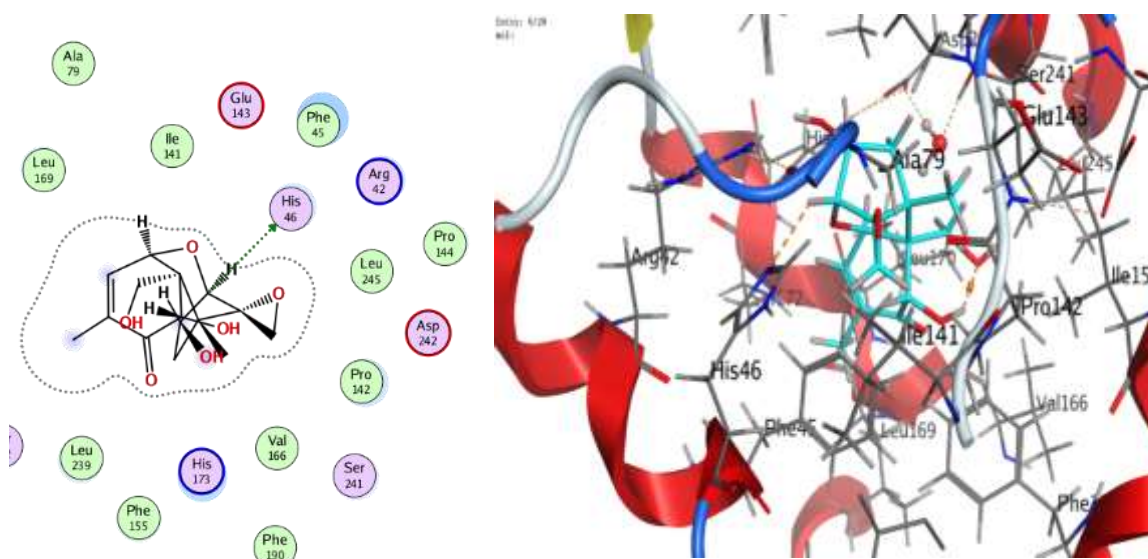 Ala
79
Glu
143
Phe
45
Ile
141
Leu
169
Arg
42
His
46
Pro
144
H
O
H
Leu
245
O
H
H
OH
OH
OH
O
Asp
242
Pro
142
Val
166
Leu
239
His
173
Ser
241
Phe
155
Phe
190
Ser241
Glu143
Ala79
Arg42
Pro142
Ile141
His46
Val166
Phe45
Leu169